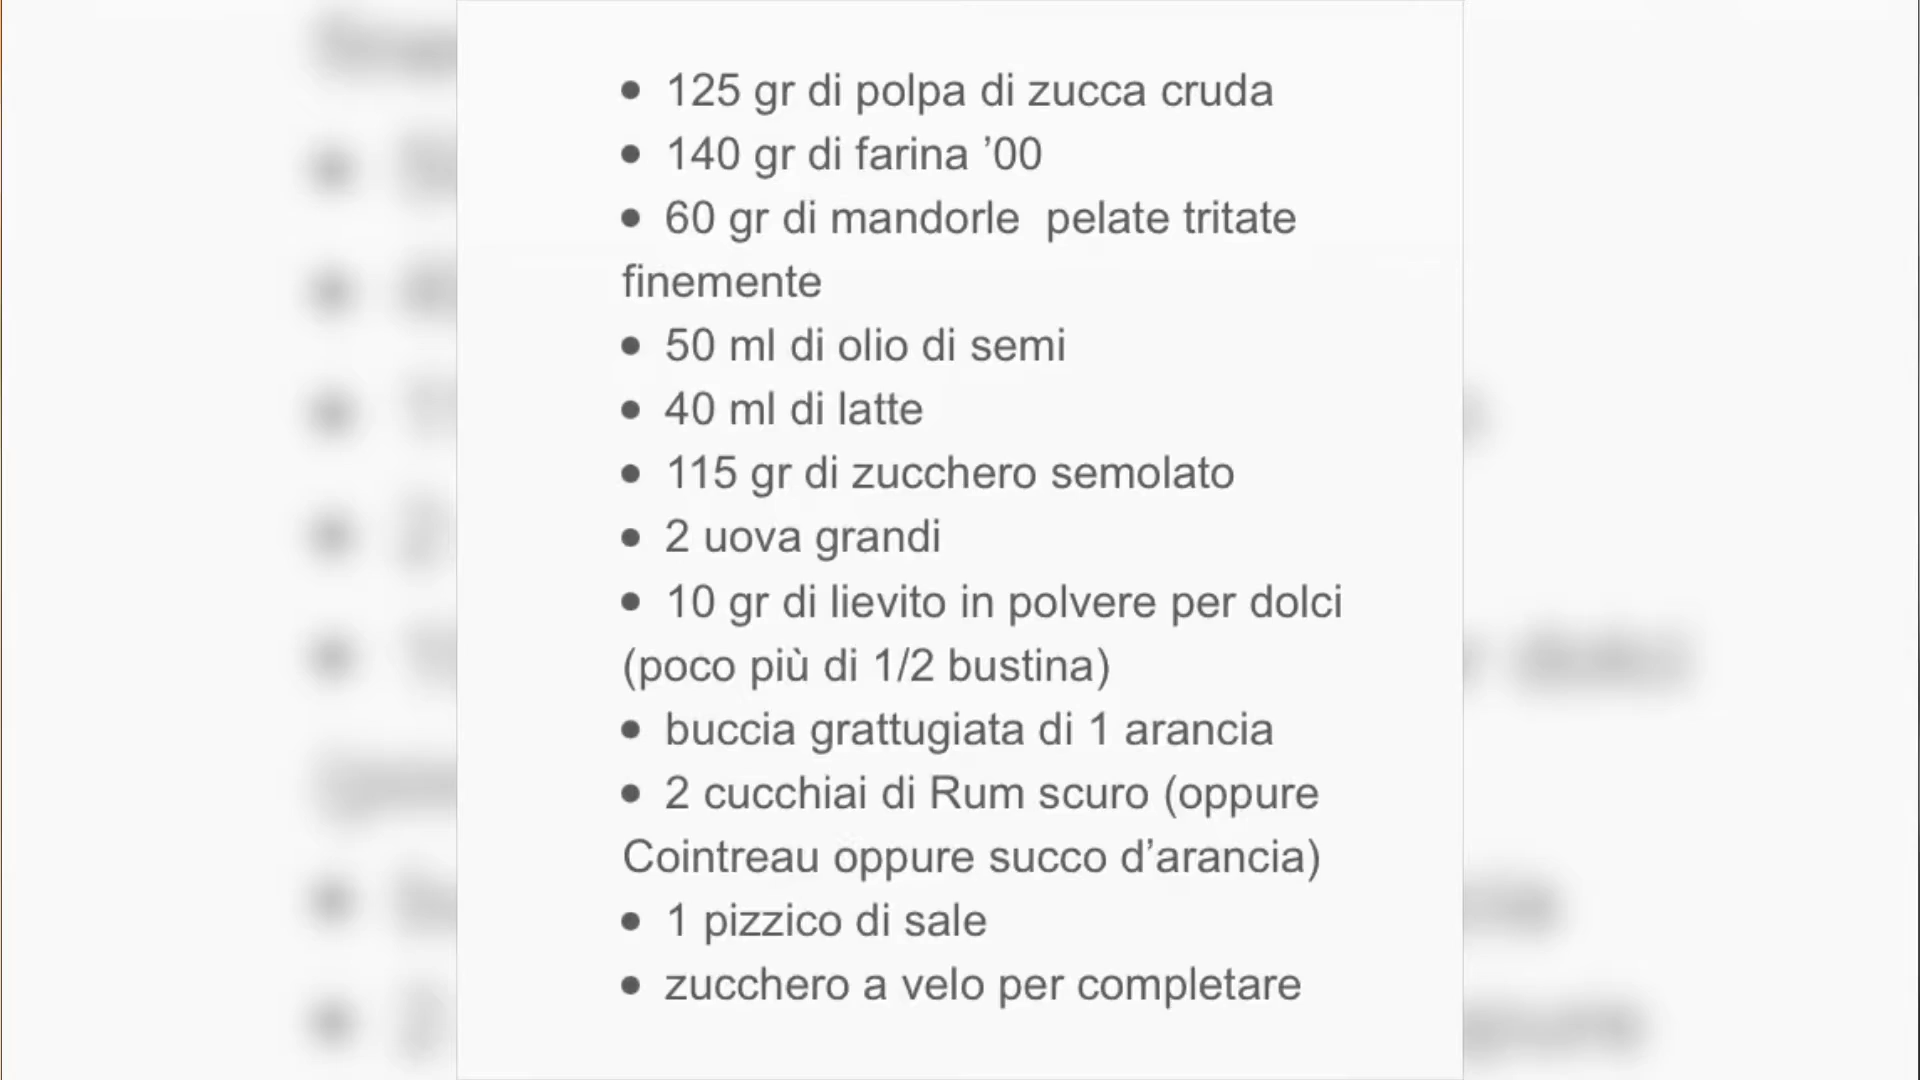 • 125 gr di polpa di zucca cruda
• 140 gr di farina ’00
• 60 gr di mandorle  pelate tritate
finemente
• 50 ml di olio di semi
• 40 ml di latte
• 115 gr di zucchero semolato
• 2 uova grandi
• 10 gr di lievito in polvere per dolci
(poco più di 1/2 bustina)
• buccia grattugiata di 1 arancia
• 2 cucchiai di Rum scuro (oppure
Cointreau oppure succo d’arancia)
• 1 pizzico di sale
• zucchero a velo per completare